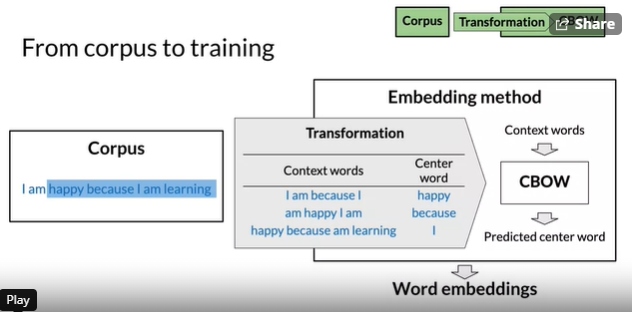 Corpus
Transformation
CBOW
Share
From corpus to training
Embedding method
Corpus
I am happy because I am learning
Transformation
Context words
Center
word
I am because I
happy
am happy I am
because
happy because am learning
I
Context words
CBOW
Predicted center word
Word embeddings
Play